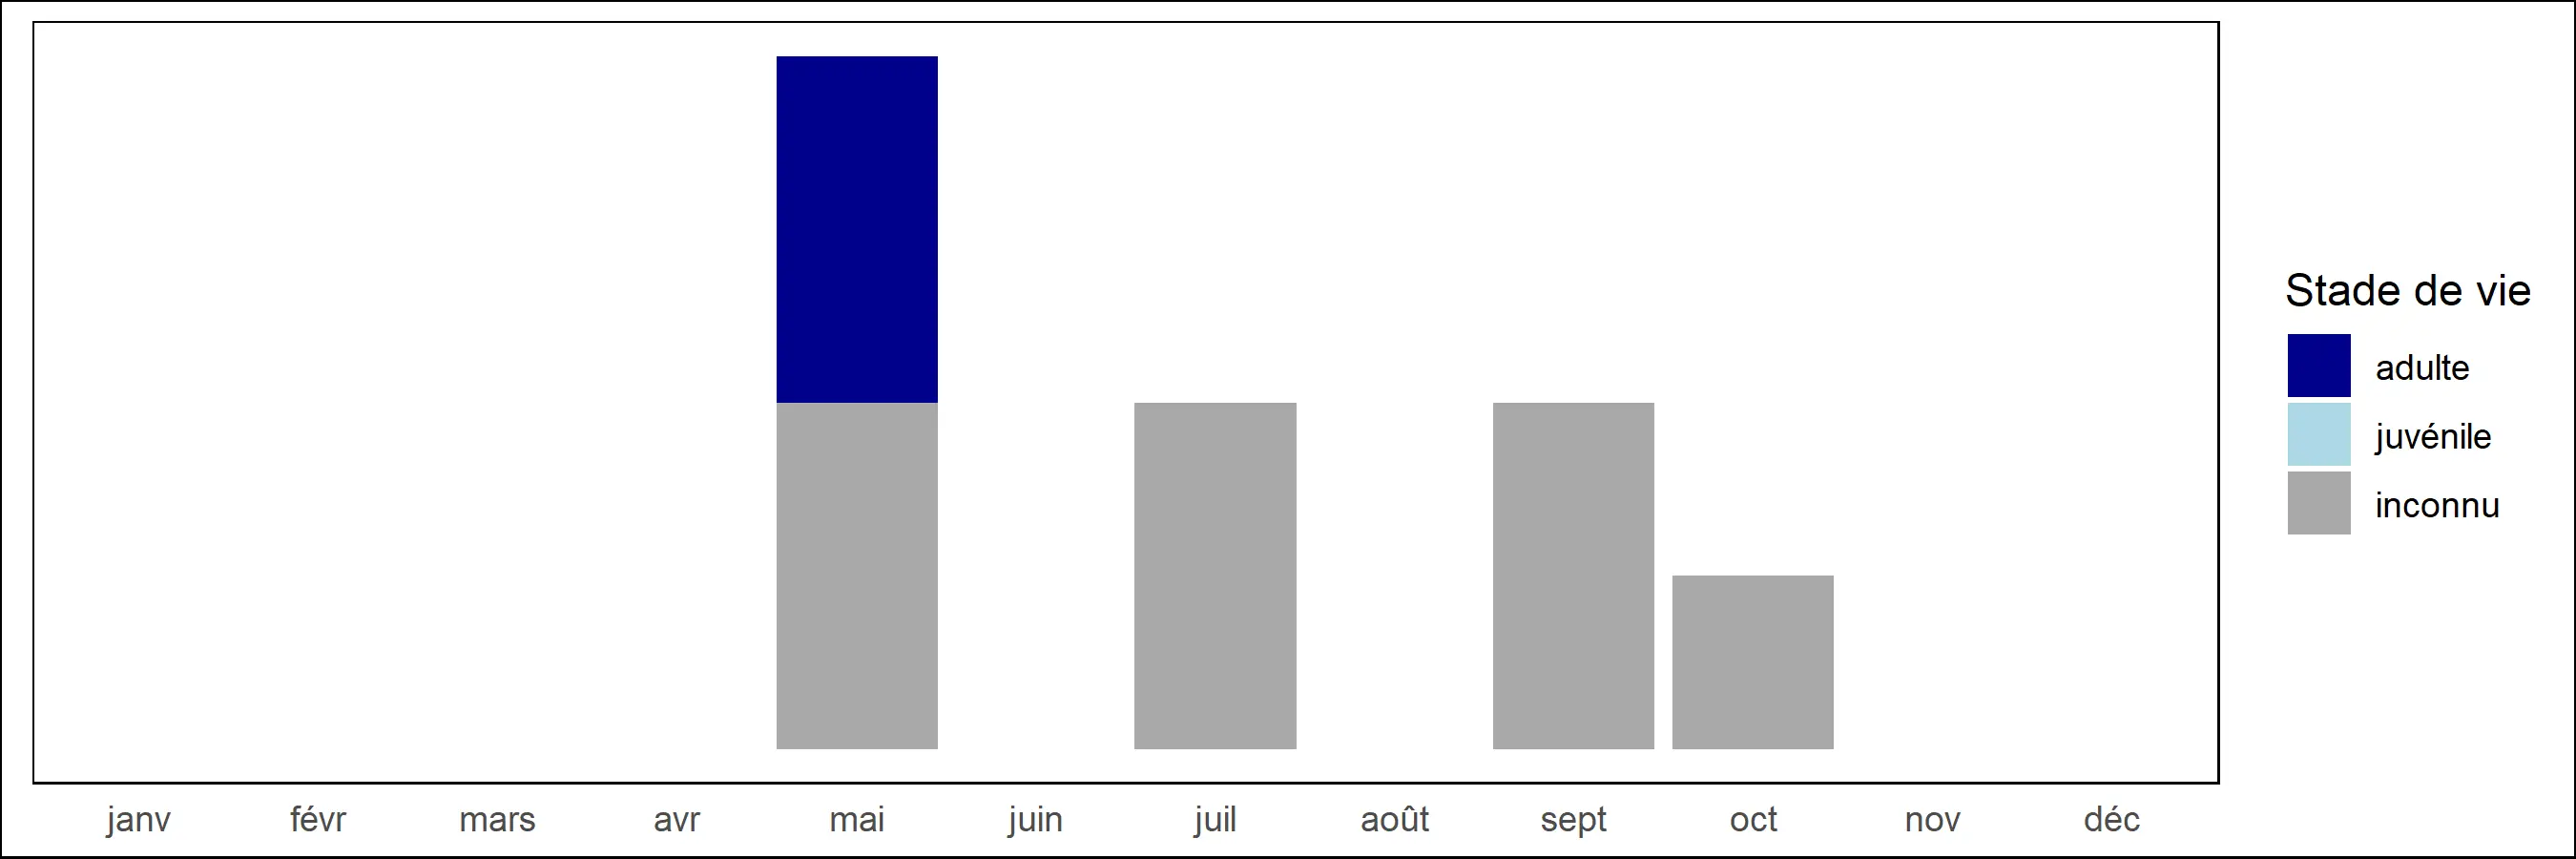 Stade de vie
adulte
juvénile
inconnu
janv févr mars avr mai juin juil août sept oct nov déc